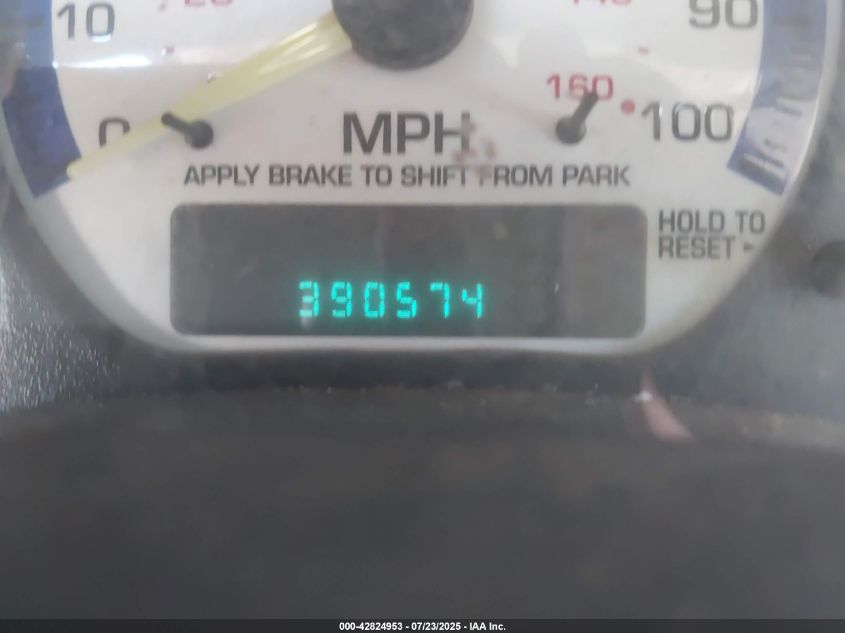 10
90
0
160
100
MPH
APPLY BRAKE TO SHIFT FROM PARK
HOLD TO
RESET
390574
000-42824953 - 07/23/2025 - IAA Inc.